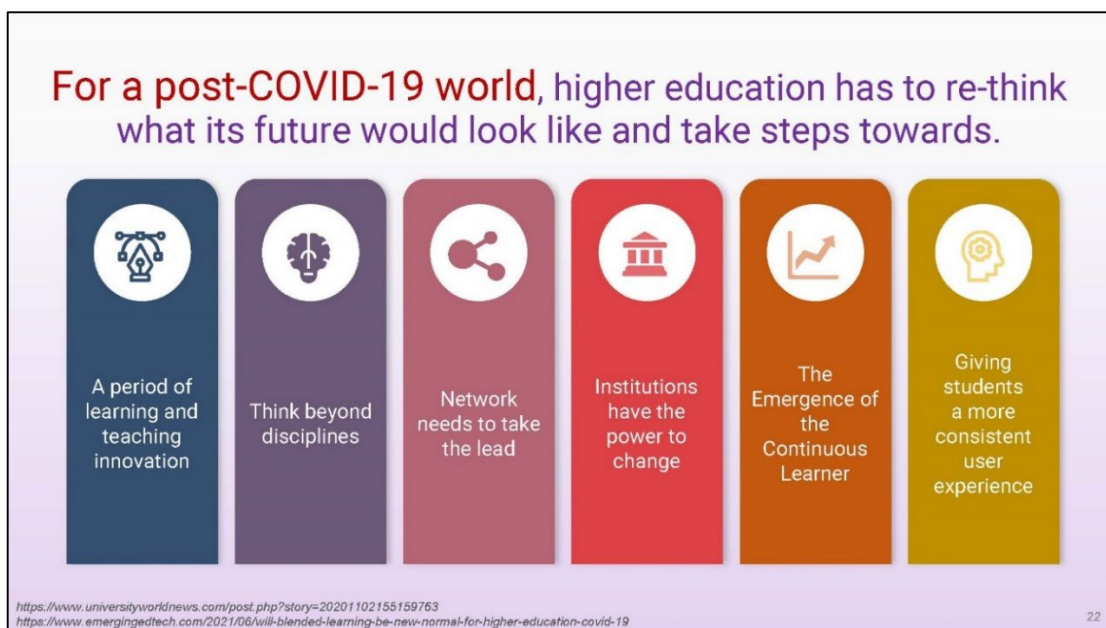 For a post-COVID-19 world, higher education has to re-think
what its future would look like and take steps towards.
A period of
learning and
teaching
innovation
Think beyond
disciplines
Network
needs to take
the lead
Institutions
have the
power to
change
The
Emergence of
the
Continuous
Learner
Giving
students
a more
consistent
user
experience
https://www.universityworldnews.com/post.php?story=20201102155159763
https://www.emergingedtech.com/2021/06/will-blended-learning-be-new-normal-for-higher-education-covid-19
22